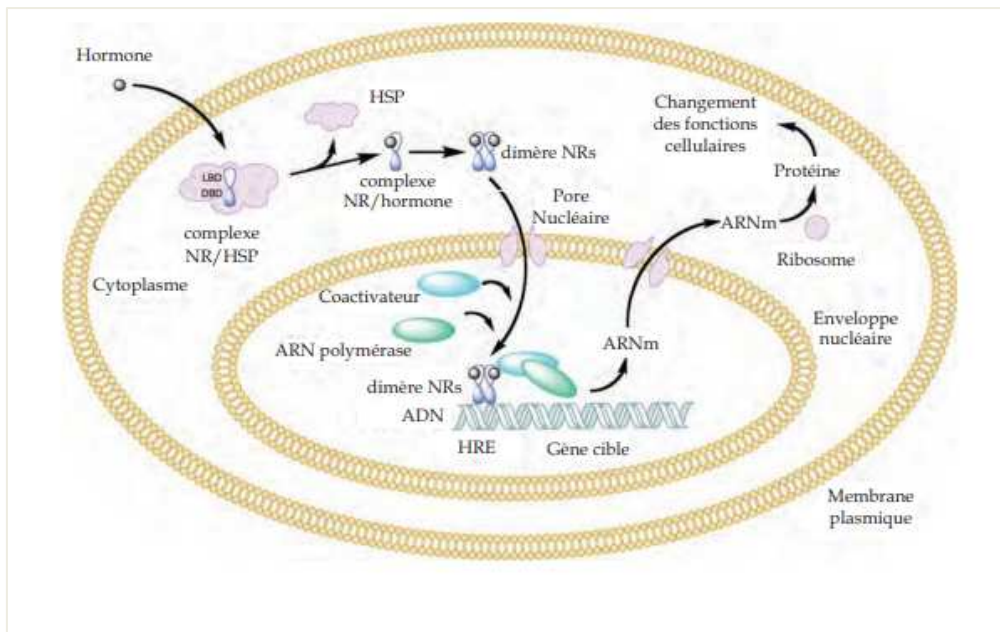 Hormone
HSP
LBD
DBD
complexe
NR/HSP
complexe
NR/hormone
dimère NRs
Pore
Nucléaire
Changement
des fonctions
cellulaires
Protéine
ARNm
Ribosome
Cytoplasme
Coactivateur
ARN polymérase
dimère NRs
ADN
HRE
Gène cible
ARNm
Enveloppe
nucléaire
Membrane
plasmique